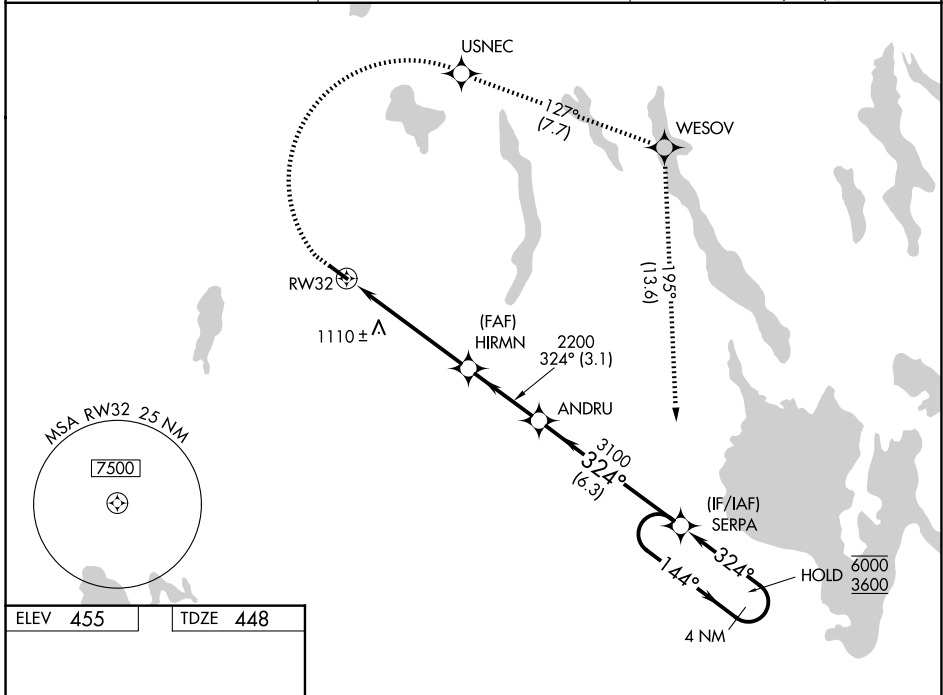 USNEC
127°
(7.7)
WESOV
RW32
195°
(13.6)
1110 ±
(FAF)
HIRMN
2200
324° (3.1)
ANDRU
3100
324°
(6.3)
(IF/IAF)
SERPA
324°
144°
HOLD
6000
3600
4 NM
MSA RW32 25 NM
7500
ELEV 455
TDZE 448